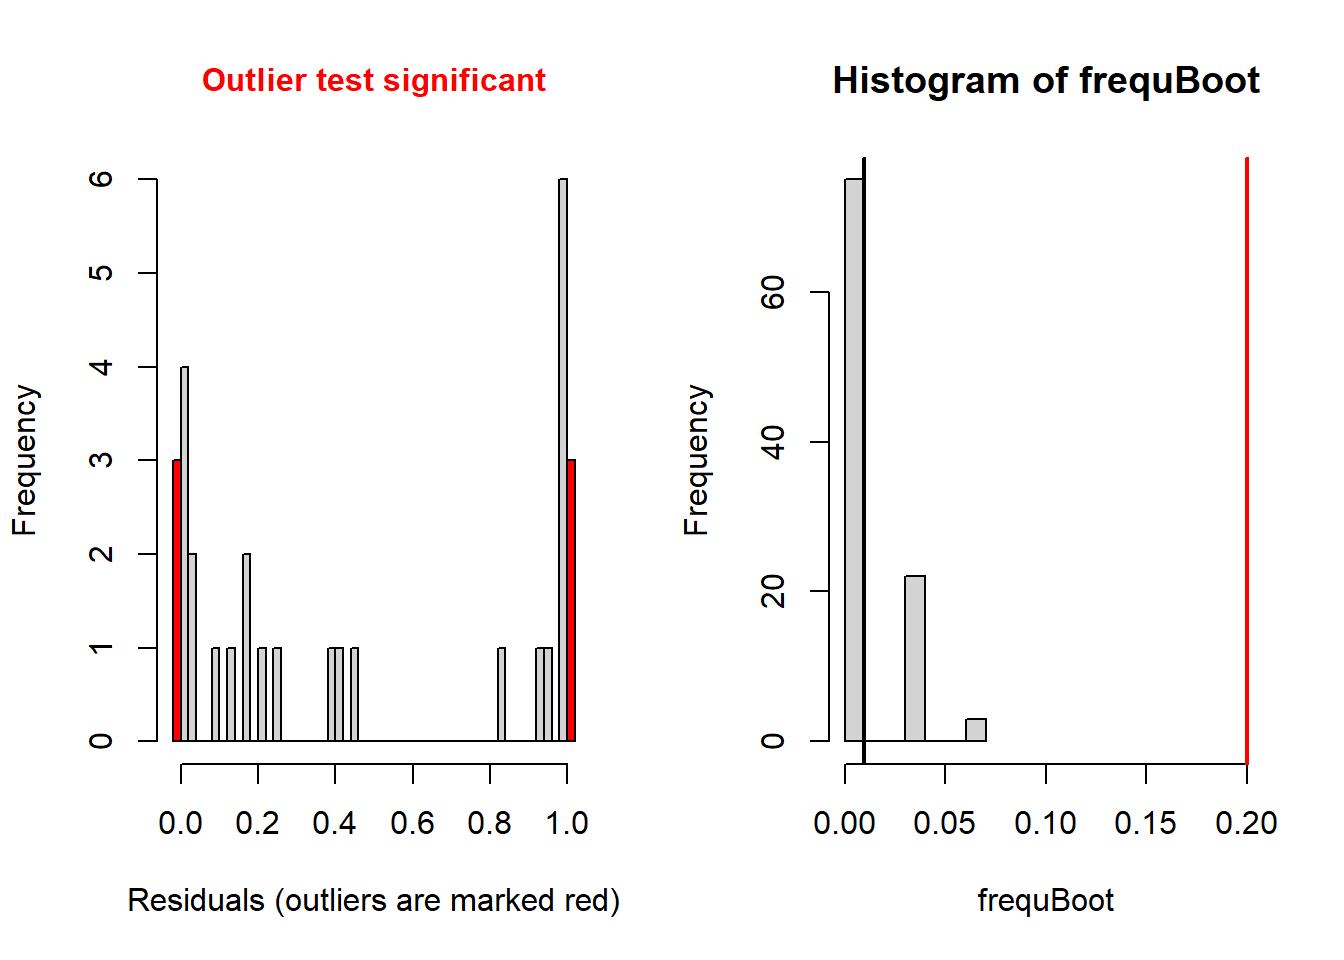 Outlier test significant
Frequency
6
5
4
3
2
1
0
0.0 0.2 0.4 0.6 0.8 1.0
Residuals (outliers are marked red)
Histogram of frequBoot
Frequency
60
40
20
0
0.00 0.05 0.10 0.15 0.20
frequBoot